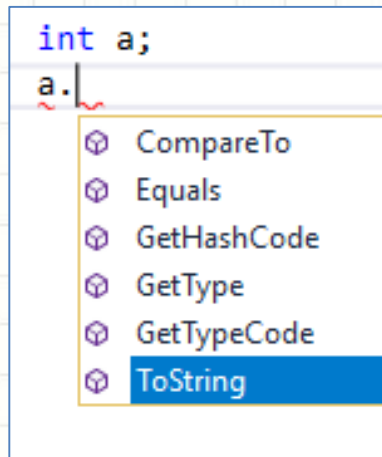 int a;
a.
CompareTo
Equals
GetHashCode
GetType
GetTypeCode
ToString